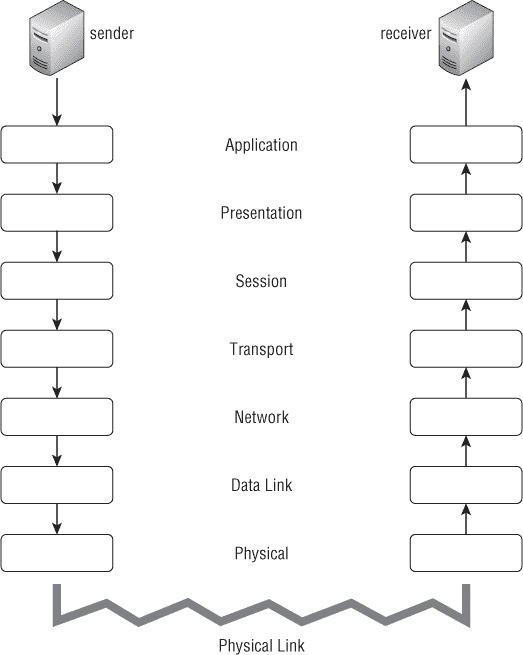 sender
receiver
Application
Presentation
Session
Transport
Network
Data Link
Physical
Physical Link